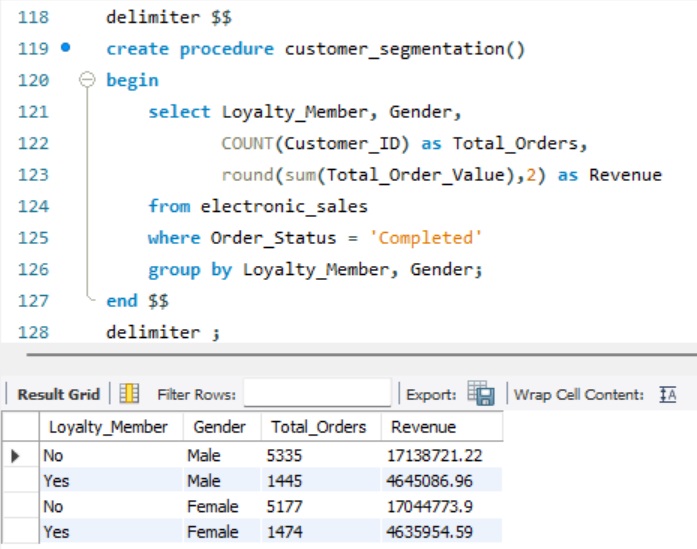 118 delimiter $$
119 create procedure customer_segmentation()
120 begin
121 select Loyalty_Member, Gender,
122 COUNT(Customer_ID) as Total_Orders,
123 round(sum(Total_Order_Value),2) as Revenue
124 from electronic_sales
125 where Order_Status = 'Completed'
126 group by Loyalty_Member, Gender;
127 end $$
128 delimiter ;
Result Grid Filter Rows: Export: Wrap Cell Content: IA
Loyalty_Member Gender Total_Orders Revenue
No Male 5335 17138721.22
Yes Male 1445 4645086.96
No Female 5177 17044773.9
Yes Female 1474 4635954.59